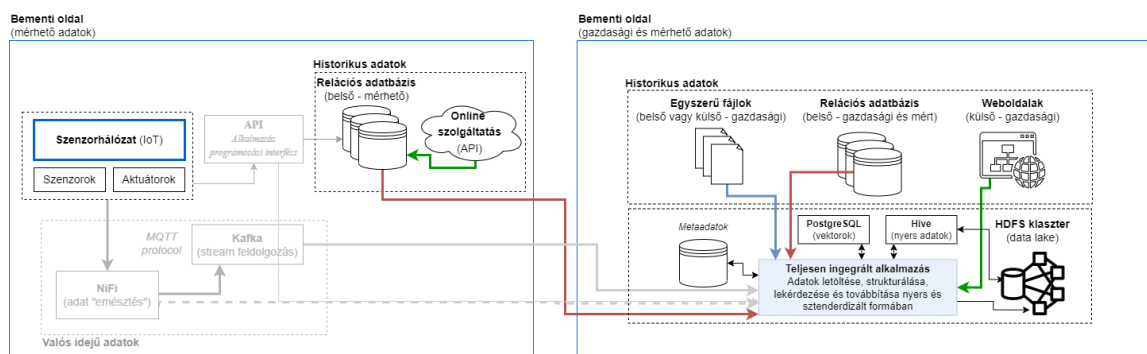 Bementi oldal
(mérhető adatok)
Historikus adatok
Relációs adatbázis
(belső - mérhető)
Online
szolgáltatás
(API)
API
Alkalmazás
programozási interfész
Szenzorhálózat (IoT)
Szenzorok
Aktuátorok
MQTT
protocol
Kafka
(stream feldolgozás)
NiFi
(adat "emésztés")
Valós idejű adatok
Bementi oldal
(gazdasági és mérhető adatok)
Historikus adatok
Egyszerű fájlok
(belső vagy külső - gazdasági)
Relációs adatbázis
(belső - gazdasági és mért)
Weboldalak
(külső - gazdasági)
Metaadatok
PostgreSQL
(vektorok)
Hive
(nyers adatok)
HDFS klaszter
(data lake)
Teljesen ingegrált alkalmazás
Adatok letöltése, strukturálása,
lekérdezése és továbbítása nyers és
sztenderdizált formában